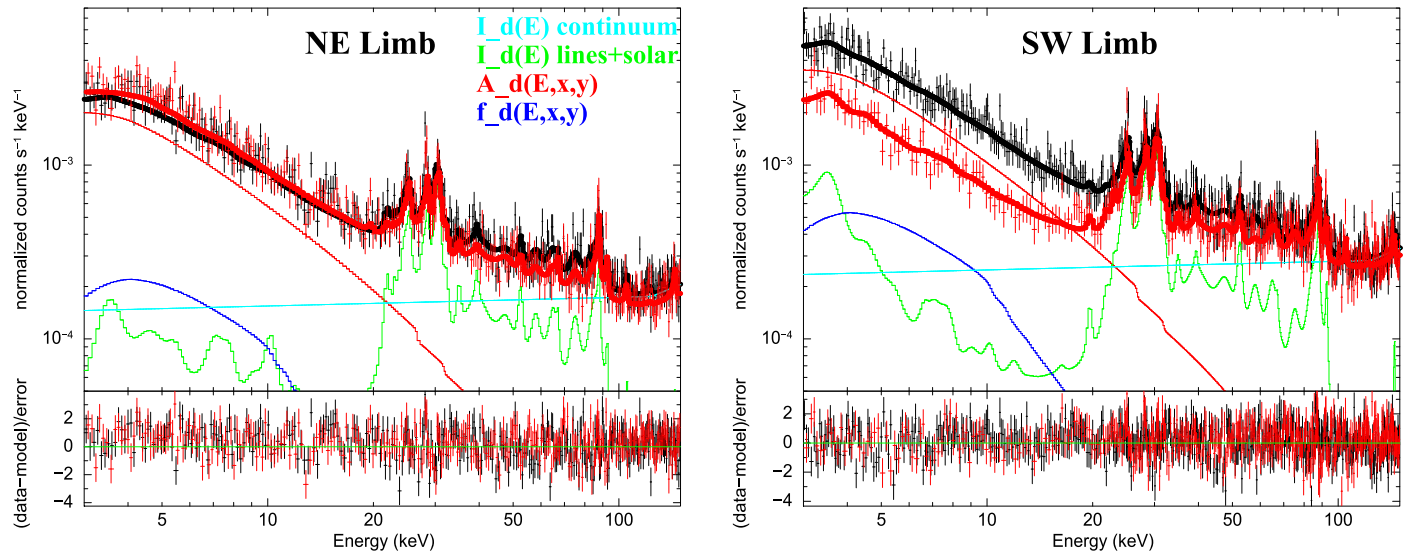 NE Limb
I_d(E) continuum
I_d(E) lines+solar
A_d(E,x,y)
f_d(E,x,y)
normalized counts s⁻¹ keV⁻¹
10⁻³
10⁻⁴
(data−model)/error
2
0
−2
−4
5
10
20
50
100
Energy (keV)
SW Limb
normalized counts s⁻¹ keV⁻¹
10⁻³
10⁻⁴
(data−model)/error
2
0
−2
−4
5
10
20
50
100
Energy (keV)